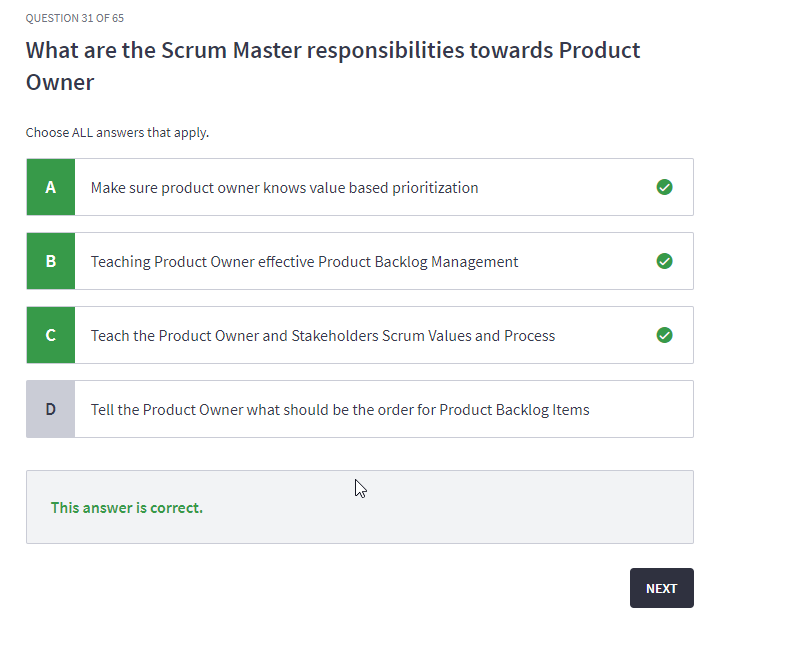 QUESTION 31 OF 65
What are the Scrum Master responsibilities towards Product
Owner
Choose ALL answers that apply.
A Make sure product owner knows value based prioritization
B Teaching Product Owner effective Product Backlog Management
C Teach the Product Owner and Stakeholders Scrum Values and Process
D Tell the Product Owner what should be the order for Product Backlog Items
This answer is correct.
NEXT